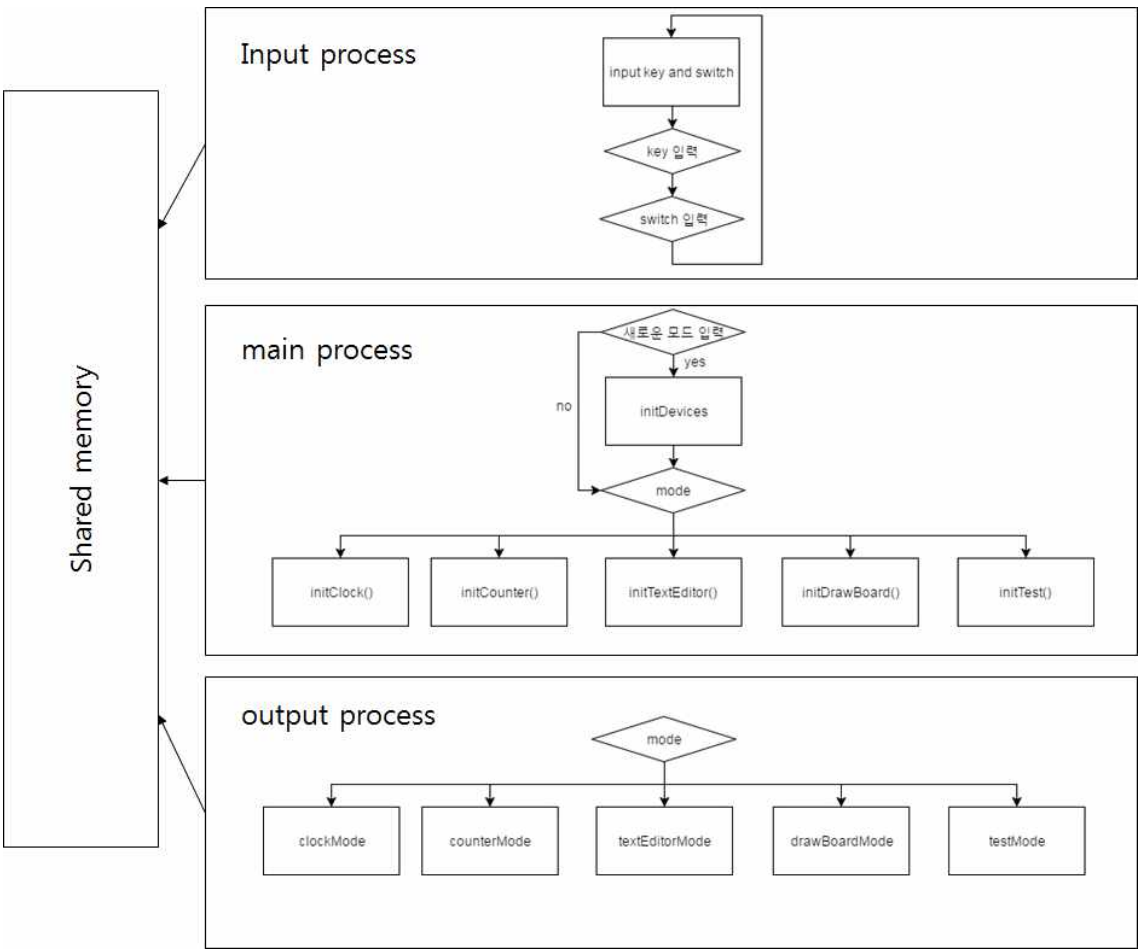 Input process
input key and switch
key 입력
switch 입력
Shared memory
main process
새로운 모드 입력
yes
no
initDevices
mode
initClock()
initCounter()
initTextEditor()
initDrawBoard()
initTest()
output process
mode
clockMode
counterMode
textEditorMode
drawBoardMode
testMode